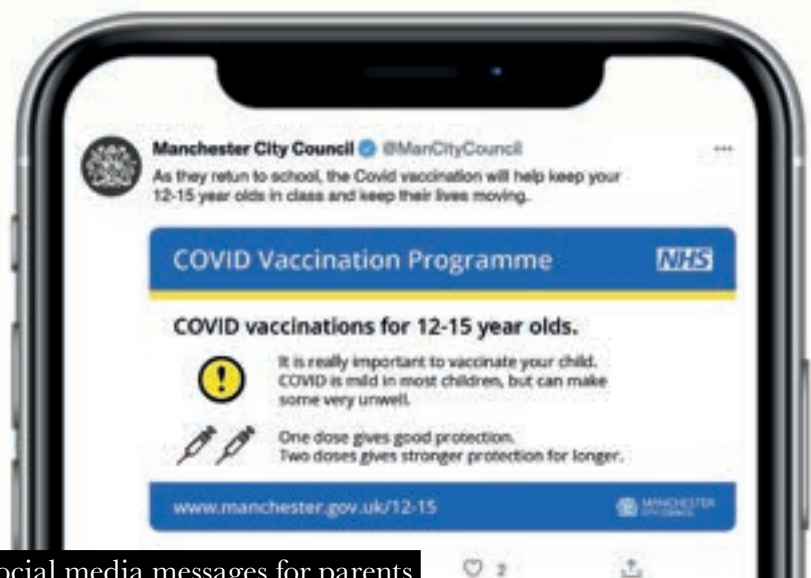 Manchester City Council @ManCityCouncil
As they retun to school, the Covid vaccination will help keep your
12-15 year olds in class and keep their lives moving.
COVID Vaccination Programme
NHS
COVID vaccinations for 12-15 year olds.
It is really important to vaccinate your child.
COVID is mild in most children, but can make
some very unwell.
One dose gives good protection.
Two doses gives stronger protection for longer.
www.manchester.gov.uk/12-15
MANCHESTER
CITY COUNCIL
2
ocial media messages for parents